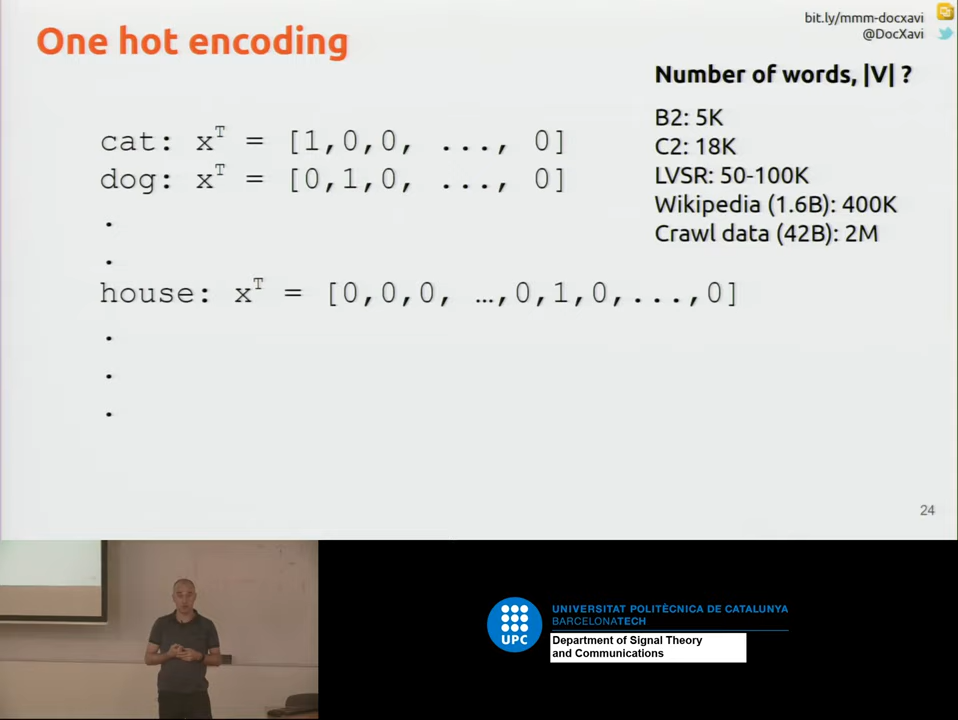 One hot encoding
bit.ly/mmm-docxavi
@DocXavi
Number of words, |V| ?
B2: 5K
C2: 18K
LVSR: 50-100K
Wikipedia (1.6B): 400K
Crawl data (42B): 2M
cat: xᵀ = [1,0,0, ..., 0]
dog: xᵀ = [0,1,0, ..., 0]
.
.
house: xᵀ = [0,0,0, …,0,1,0,...,0]
.
.
.
24
UPC
UNIVERSITAT POLITÈCNICA DE CATALUNYA
BARCELONATECH
Department of Signal Theory
and Communications